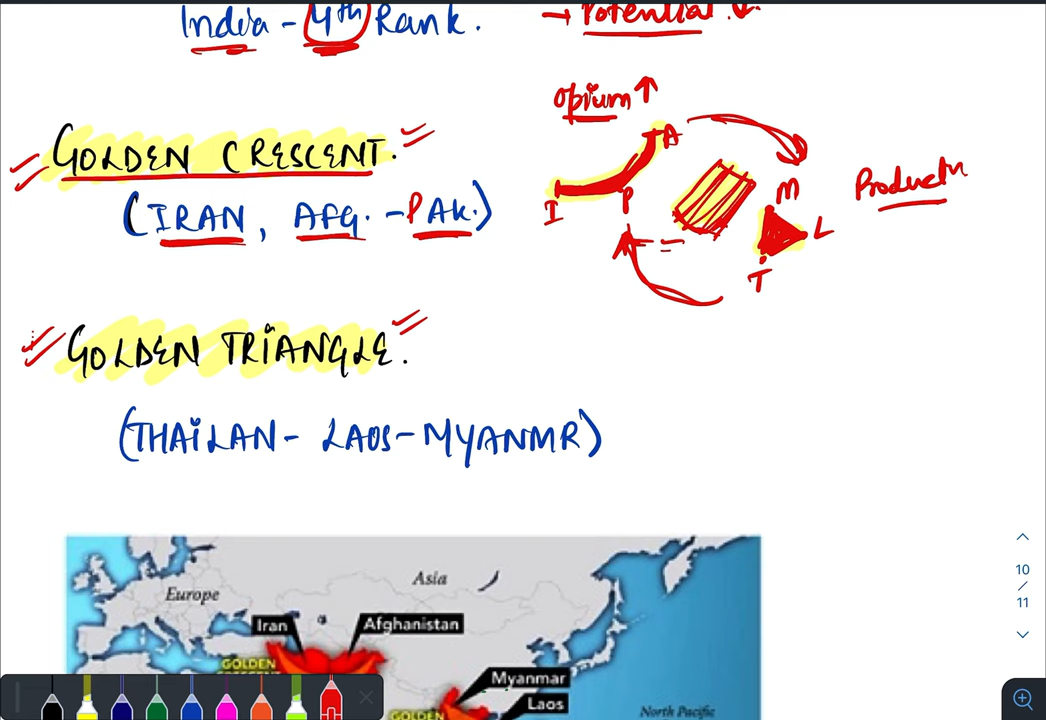 India - 4th Rank.
→ Potential.
Opium ↑
GOLDEN CRESCENT.
(IRAN, Afg. - PAK.)
I
P
A
M
L
T
Productn
GOLDEN TRiANGLE.
(THAiLAN - LAOS - MYANMR)
Asia
Europe
Iran
Afghanistan
GOLDEN
Myanmar
Laos
GOLDEN
North Pacific
10
/
11